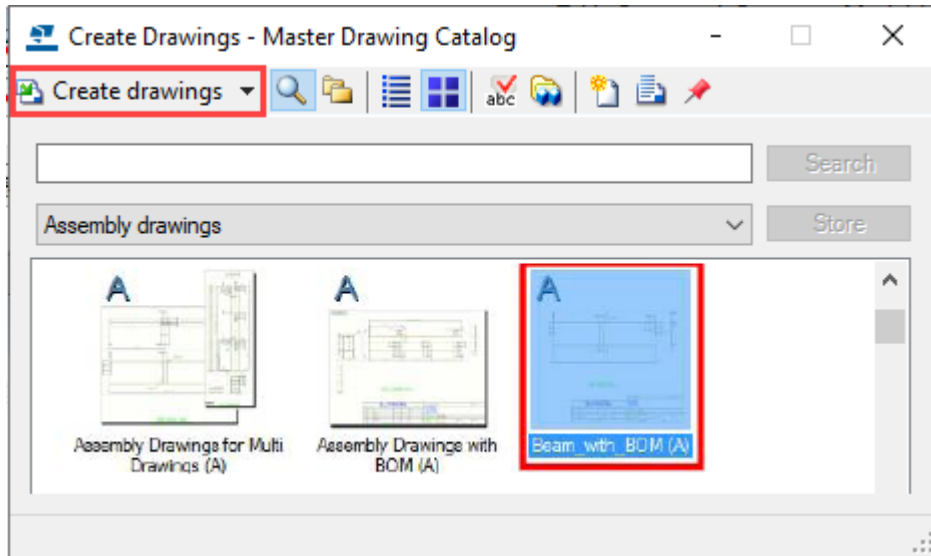 Create Drawings - Master Drawing Catalog
Create drawings
abc
Search
Assembly drawings
Store
A
A
A
Assembly Drawings for Multi
Drawings (A)
Assembly Drawings with
BOM (A)
Beam_with_BOM (A)